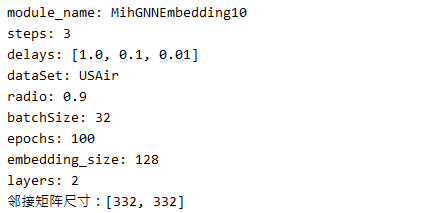 module_name: MihGNNEmbedding10
steps: 3
delays: [1.0, 0.1, 0.01]
dataSet: USAir
radio: 0.9
batchSize: 32
epochs: 100
embedding_size: 128
layers: 2
邻接矩阵尺寸：[332, 332]